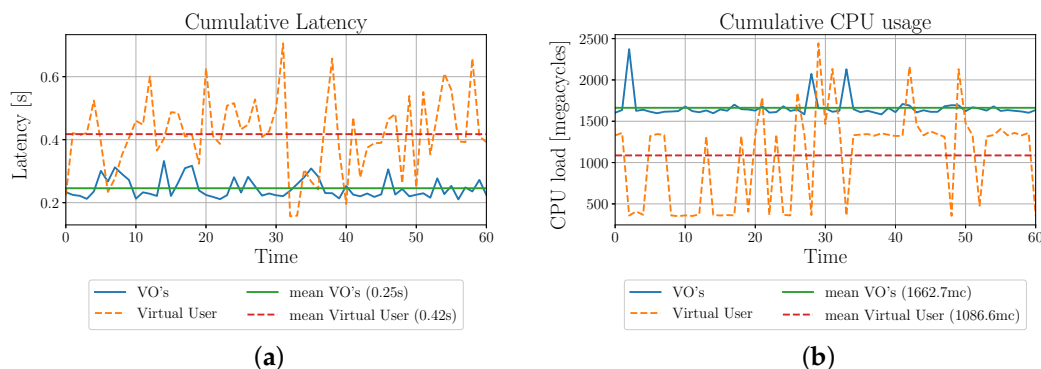 Cumulative Latency
Latency [s]
0.6
0.4
0.2
0 10 20 30 40 50 60
Time
VO's
Virtual User
mean VO's (0.25s)
mean Virtual User (0.42s)
(a)
Cumulative CPU usage
CPU load [megacycles]
2500
2000
1500
1000
500
0 10 20 30 40 50 60
Time
VO's
Virtual User
mean VO's (1662.7mc)
mean Virtual User (1086.6mc)
(b)